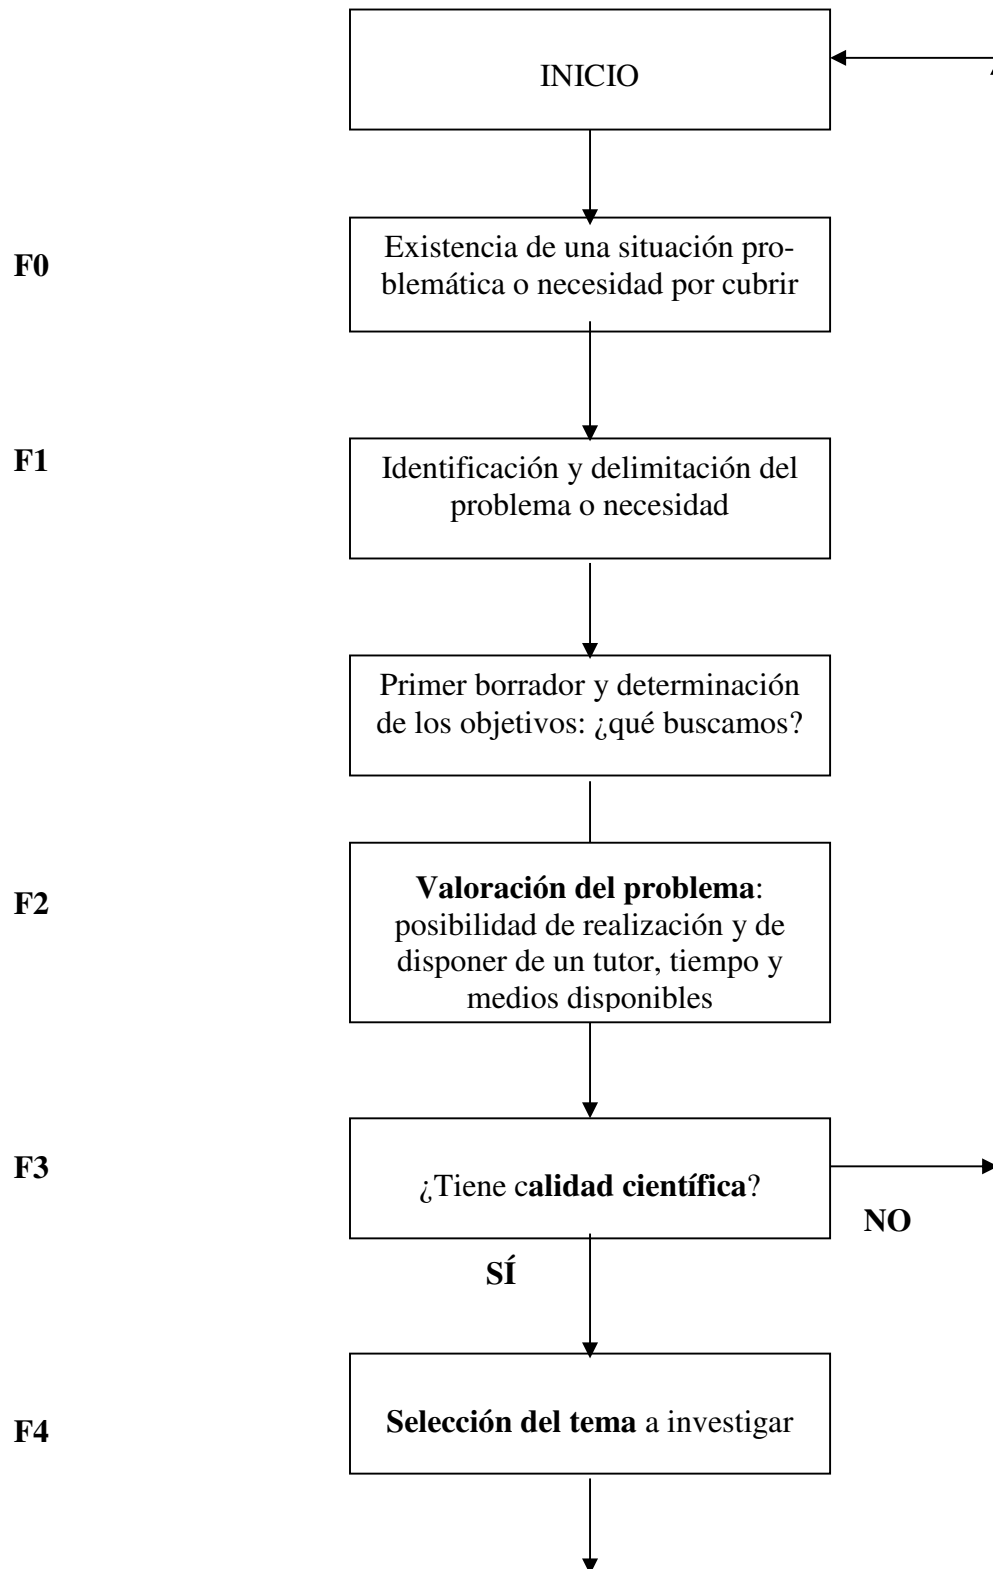 INICIO
F0
Existencia de una situación pro-
blemática o necesidad por cubrir
F1
Identificación y delimitación del
problema o necesidad
Primer borrador y determinación
de los objetivos: ¿qué buscamos?
F2
Valoración del problema:
posibilidad de realización y de
disponer de un tutor, tiempo y
medios disponibles
F3
¿Tiene calidad científica?
NO
SÍ
F4
Selección del tema a investigar